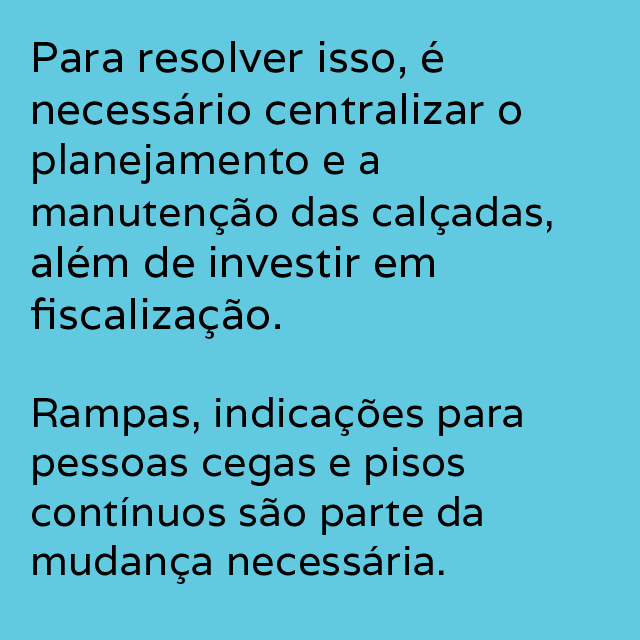 Para resolver isso, é
necessário centralizar o
planejamento e a
manutenção das calçadas,
além de investir em
fiscalização.
Rampas, indicações para
pessoas cegas e pisos
contínuos são parte da
mudança necessária.